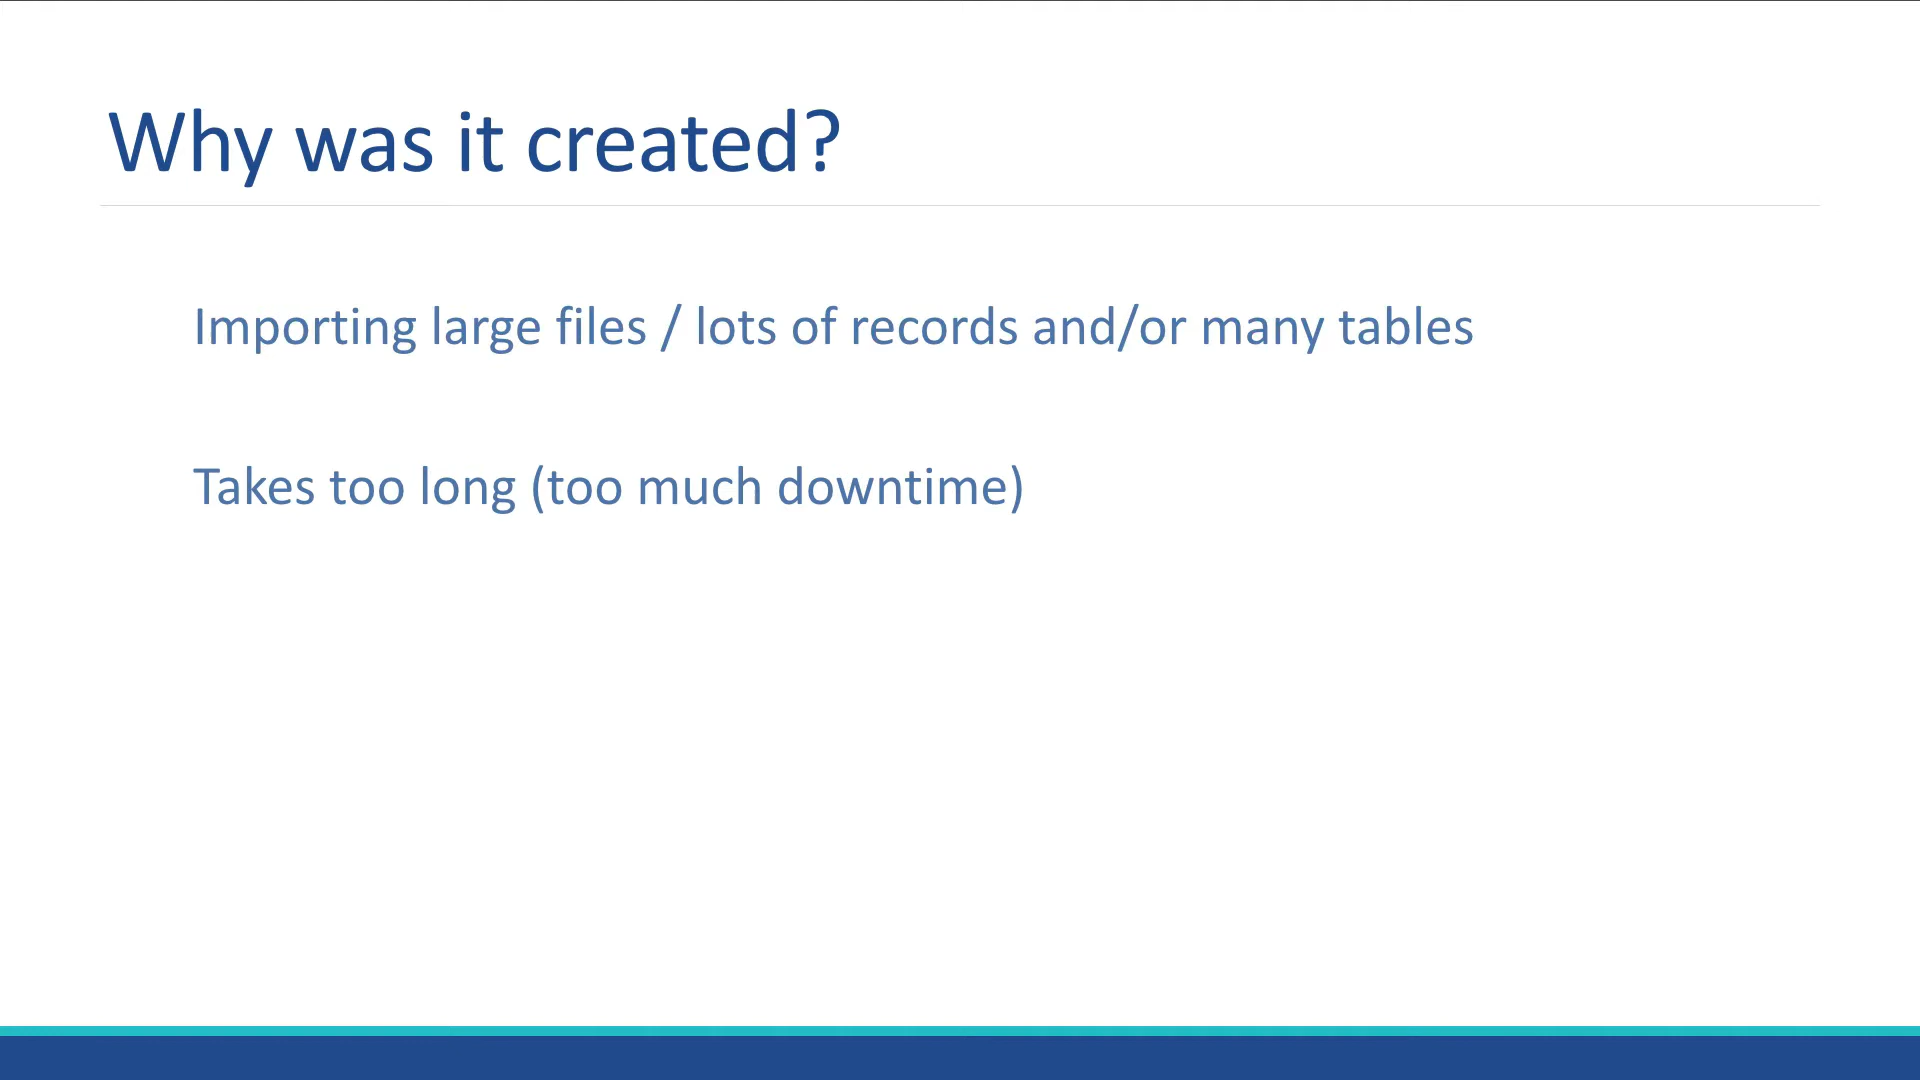 Why was it created?
Importing large files / lots of records and/or many tables
Takes too long (too much downtime)